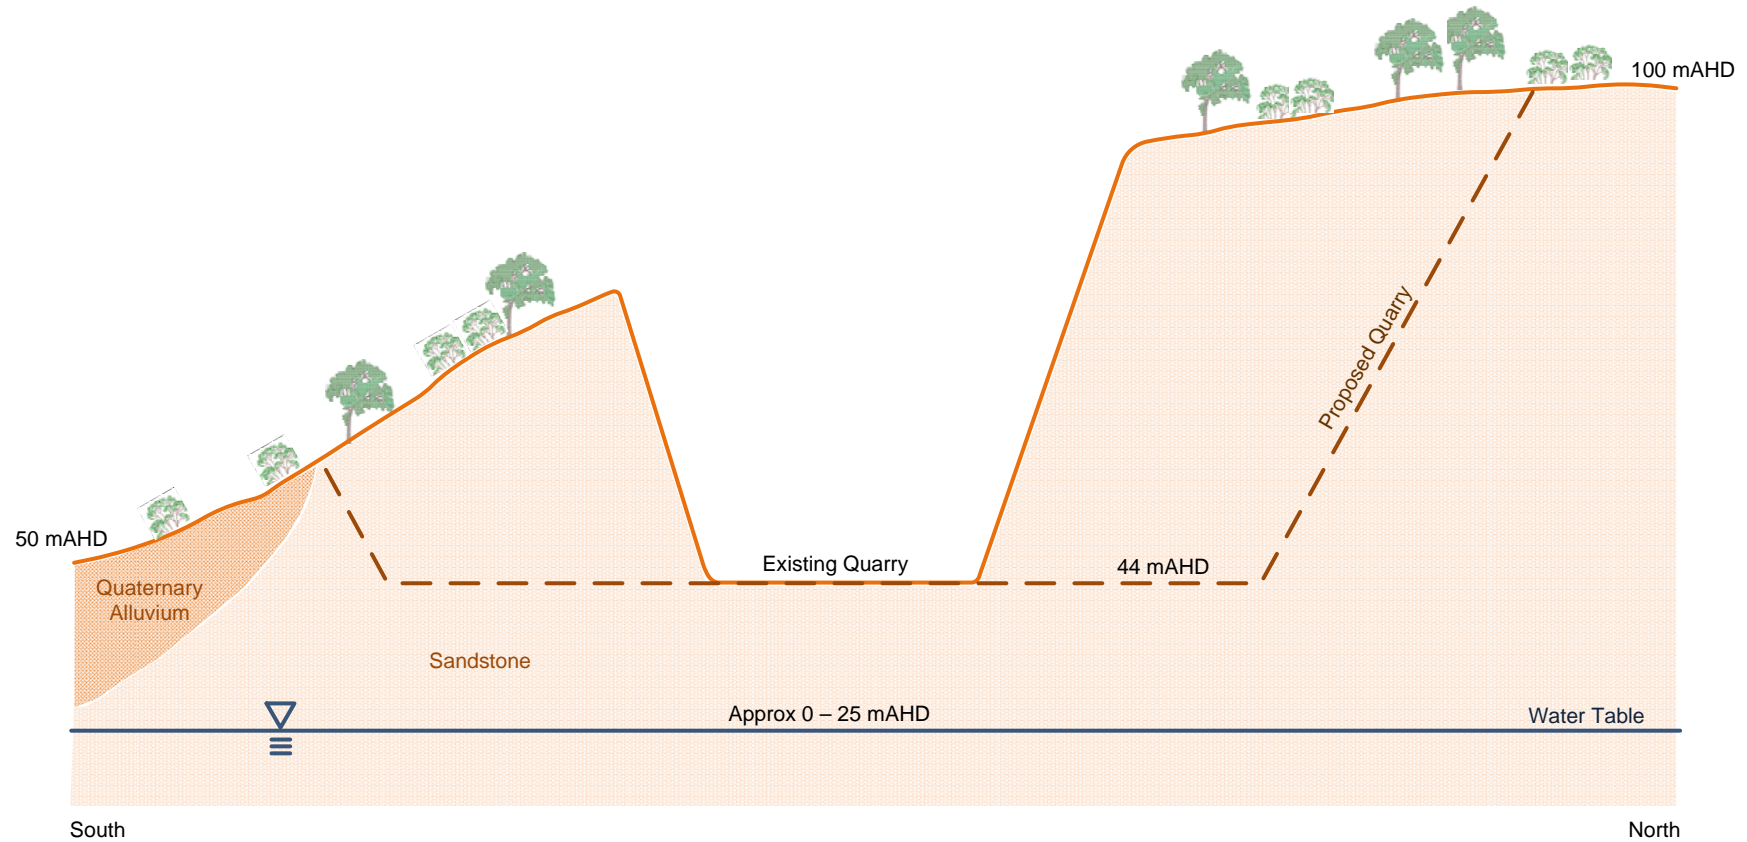 100 mAHD
Proposed Quarry
50 mAHD
Existing Quarry
44 mAHD
Quaternary
Alluvium
Sandstone
Approx 0 – 25 mAHD
Water Table
South
North